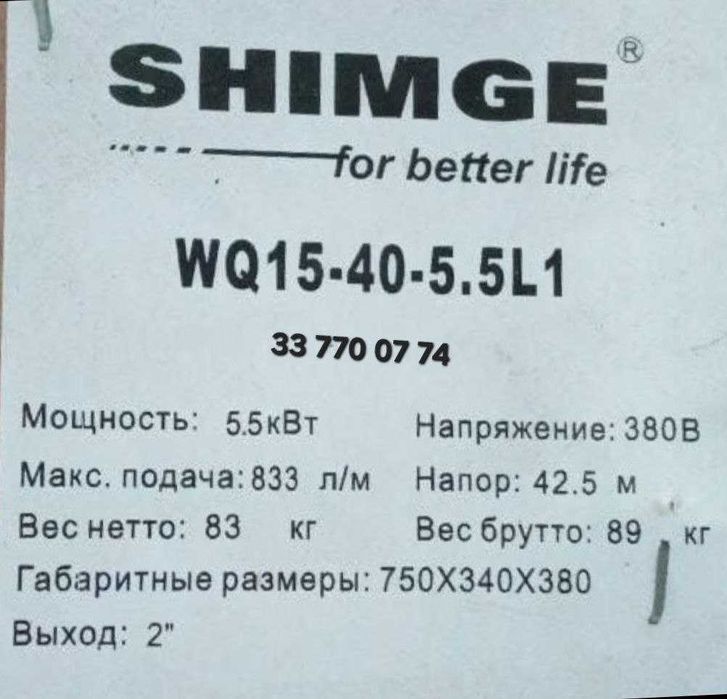 SHIMGE®
for better life
WQ15-40-5.5L1
33 770 07 74
Мощность: 5.5кВт Напряжение: 380В
Макс. подача: 833 л/м Напор: 42.5 м
Вес нетто: 83 кг Вес брутто: 89 кг
Габаритные размеры: 750X340X380
Выход: 2"